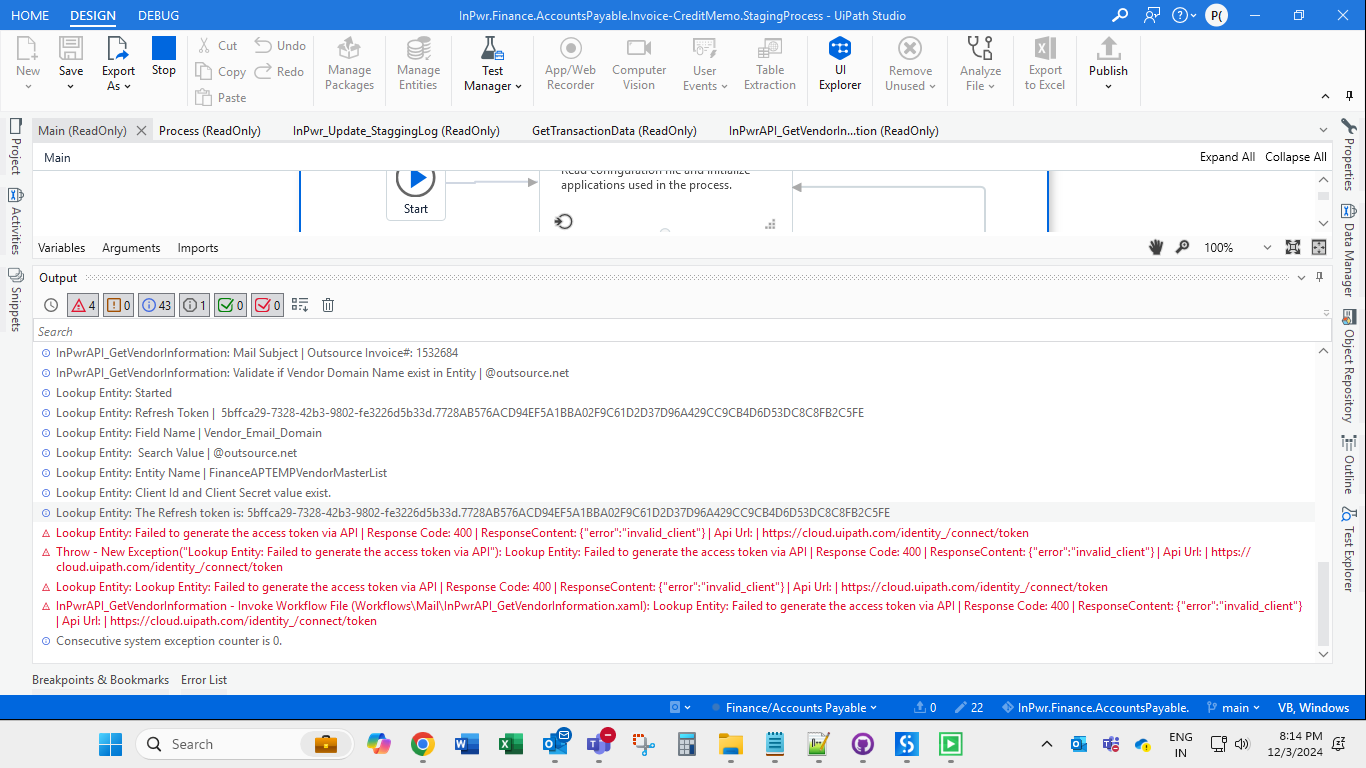 HOME DESIGN DEBUG InPwr.Finance.AccountsPayable.Invoice-CreditMemo.StagingProcess - UiPath Studio P(
New Save Export As Stop Cut Copy Paste Undo Redo Manage Packages Manage Entities Test Manager App/Web Recorder Computer Vision User Events Table Extraction UI Explorer Remove Unused Analyze File Export to Excel Publish
Main (ReadOnly) Process (ReadOnly) InPwr_Update_StaggingLog (ReadOnly) GetTransactionData (ReadOnly) InPwrAPI_GetVendorIn...tion (ReadOnly)
Main Expand All Collapse All
Project
Activities
Snippets
Properties
Data Manager
Object Repository
Outline
Test Explorer
Start
Read configuration file and initialize
applications used in the process.
Variables Arguments Imports 100%
Output
4 0 43 1 0 0
Search
InPwrAPI_GetVendorInformation: Mail Subject | Outsource Invoice#: 1532684
InPwrAPI_GetVendorInformation: Validate if Vendor Domain Name exist in Entity | @outsource.net
Lookup Entity: Started
Lookup Entity: Refresh Token | 5bffca29-7328-42b3-9802-fe3226d5b33d.7728AB576ACD94EF5A1BBA02F9C61D2D37D96A429CC9CB4D6D53DC8C8FB2C5FE
Lookup Entity: Field Name | Vendor_Email_Domain
Lookup Entity: Search Value | @outsource.net
Lookup Entity: Entity Name | FinanceAPTEMPVendorMasterList
Lookup Entity: Client Id and Client Secret value exist.
Lookup Entity: The Refresh token is: 5bffca29-7328-42b3-9802-fe3226d5b33d.7728AB576ACD94EF5A1BBA02F9C61D2D37D96A429CC9CB4D6D53DC8C8FB2C5FE
Lookup Entity: Failed to generate the access token via API | Response Code: 400 | ResponseContent: {"error":"invalid_client"} | Api Url: | https://cloud.uipath.com/identity_/connect/token
Throw - New Exception("Lookup Entity: Failed to generate the access token via API"): Lookup Entity: Failed to generate the access token via API | Response Code: 400 | ResponseContent: {"error":"invalid_client"} | Api Url: | https://
cloud.uipath.com/identity_/connect/token
Lookup Entity: Lookup Entity: Failed to generate the access token via API | Response Code: 400 | ResponseContent: {"error":"invalid_client"} | Api Url: | https://cloud.uipath.com/identity_/connect/token
InPwrAPI_GetVendorInformation - Invoke Workflow File (Workflows\Mail\InPwrAPI_GetVendorInformation.xaml): Lookup Entity: Failed to generate the access token via API | Response Code: 400 | ResponseContent: {"error":"invalid_client"}
| Api Url: | https://cloud.uipath.com/identity_/connect/token
Consecutive system exception counter is 0.
Breakpoints & Bookmarks Error List
Finance/Accounts Payable 0 22 InPwr.Finance.AccountsPayable. main VB, Windows
Search ENG IN 8:14 PM 12/3/2024